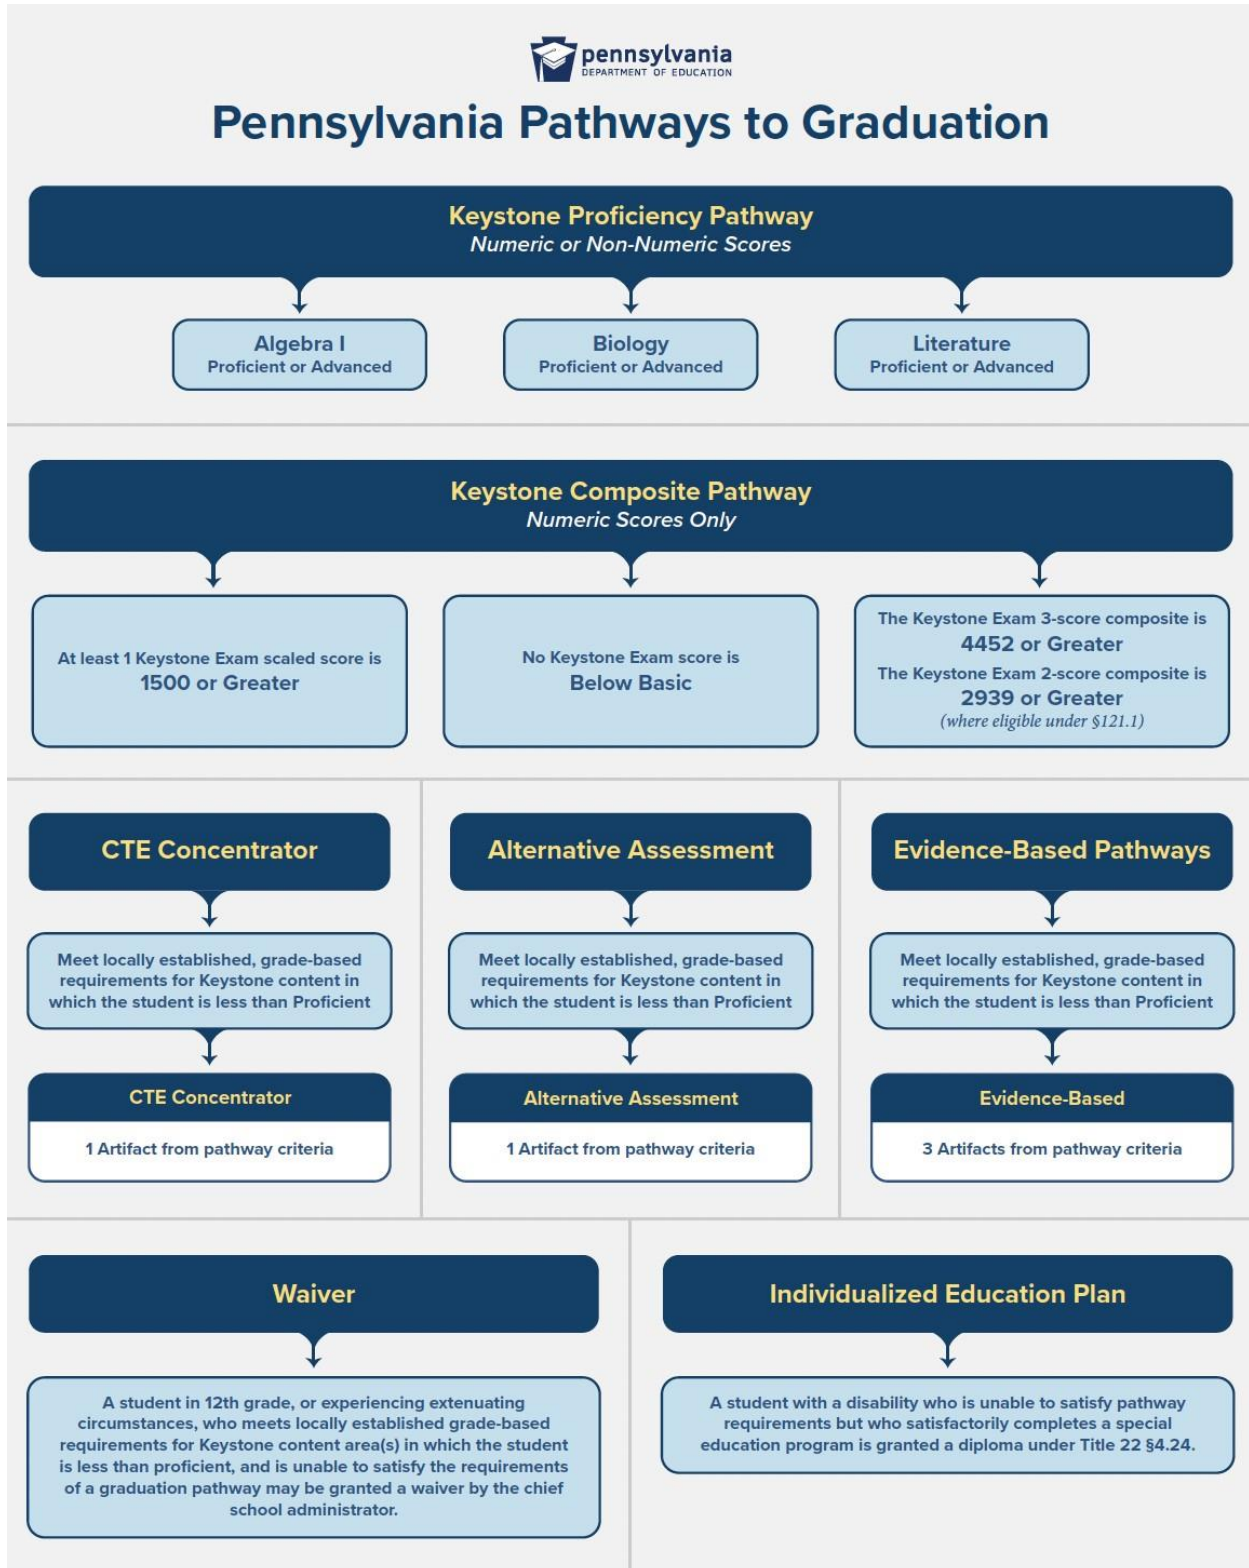 pennsylvania
DEPARTMENT OF EDUCATION
Pennsylvania Pathways to Graduation
Keystone Proficiency Pathway
Numeric or Non-Numeric Scores
Algebra I
Proficient or Advanced
Biology
Proficient or Advanced
Literature
Proficient or Advanced
Keystone Composite Pathway
Numeric Scores Only
At least 1 Keystone Exam scaled score is
1500 or Greater
No Keystone Exam score is
Below Basic
The Keystone Exam 3-score composite is
4452 or Greater
The Keystone Exam 2-score composite is
2939 or Greater
(where eligible under §121.1)
CTE Concentrator
Meet locally established, grade-based
requirements for Keystone content in
which the student is less than Proficient
CTE Concentrator
1 Artifact from pathway criteria
Alternative Assessment
Meet locally established, grade-based
requirements for Keystone content in
which the student is less than Proficient
Alternative Assessment
1 Artifact from pathway criteria
Evidence-Based Pathways
Meet locally established, grade-based
requirements for Keystone content in
which the student is less than Proficient
Evidence-Based
3 Artifacts from pathway criteria
Waiver
A student in 12th grade, or experiencing extenuating
circumstances, who meets locally established grade-based
requirements for Keystone content area(s) in which the student
is less than proficient, and is unable to satisfy the requirements
of a graduation pathway may be granted a waiver by the chief
school administrator.
Individualized Education Plan
A student with a disability who is unable to satisfy pathway
requirements but who satisfactorily completes a special
education program is granted a diploma under Title 22 §4.24.